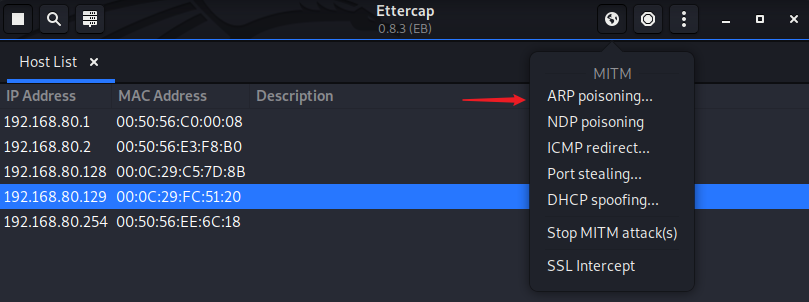 Ettercap
0.8.3 (EB)
Host List ×
IP Address MAC Address Description
192.168.80.1 00:50:56:C0:00:08
192.168.80.2 00:50:56:E3:F8:B0
192.168.80.128 00:0C:29:C5:7D:8B
192.168.80.129 00:0C:29:FC:51:20
192.168.80.254 00:50:56:EE:6C:18
MITM
ARP poisoning...
NDP poisoning
ICMP redirect...
Port stealing...
DHCP spoofing...
Stop MITM attack(s)
SSL Intercept